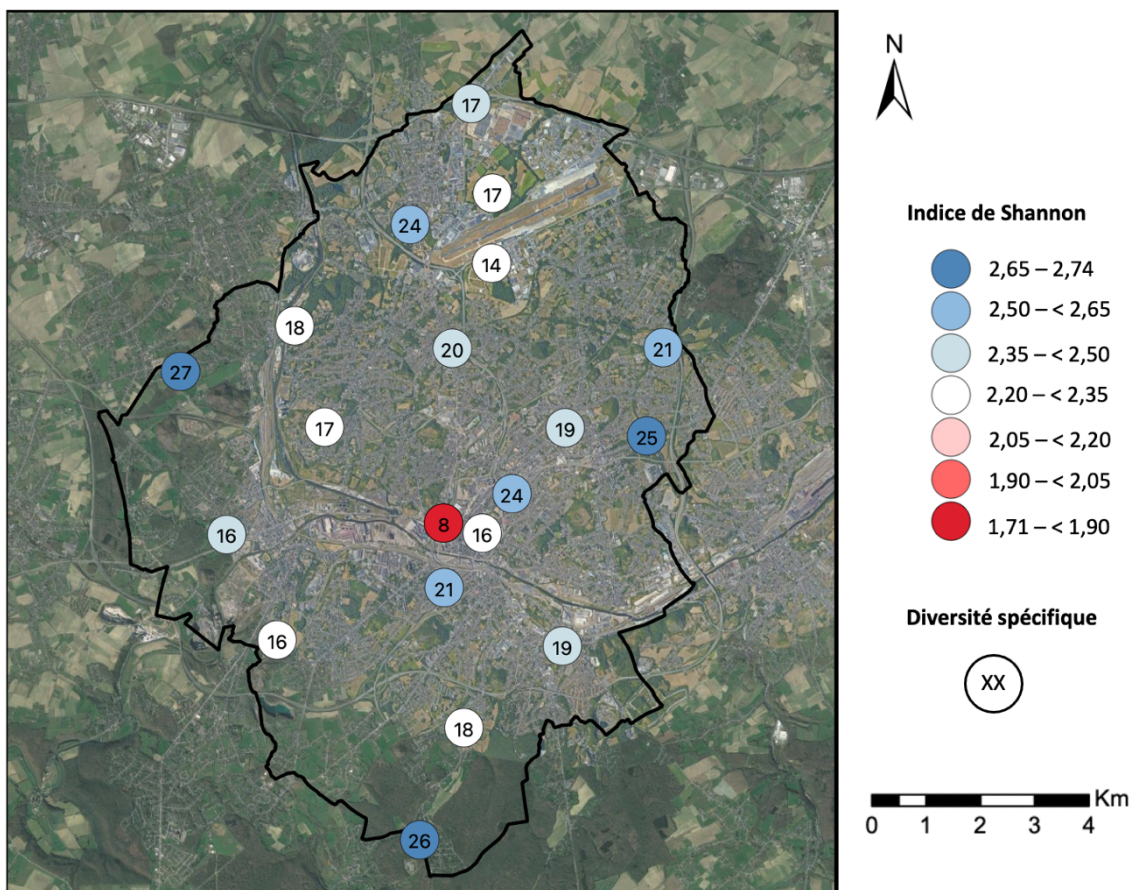 N
17
17
24
14
18
20
21
27
17
19
25
24
8
16
16
21
16
19
18
26
Indice de Shannon
2,65 – 2,74
2,50 – < 2,65
2,35 – < 2,50
2,20 – < 2,35
2,05 – < 2,20
1,90 – < 2,05
1,71 – < 1,90
Diversité spécifique
XX
Km
0 1 2 3 4